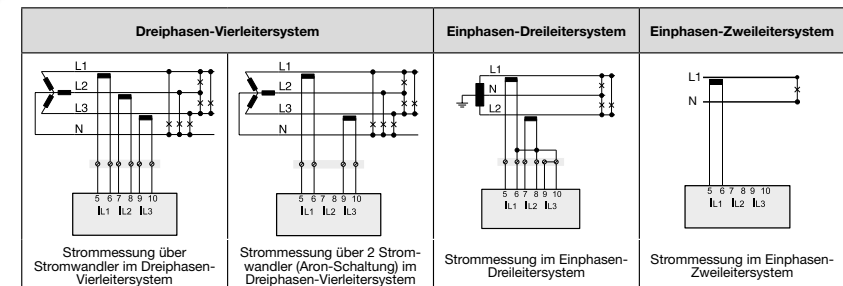 Dreiphasen-Vierleitersystem
Einphasen-Dreileitersystem
Einphasen-Zweileitersystem
L1
L2
L3
N
5 6 7 8 9 10
IL1 IL2 IL3
Strommessung über
Stromwandler im Dreiphasen-
Vierleitersystem
L1
L2
L3
N
5 6 7 8 9 10
IL1 IL2 IL3
Strommessung über 2 Strom-
wandler (Aron-Schaltung) im
Dreiphasen-Vierleitersystem
L1
N
L2
5 6 7 8 9 10
IL1 IL2 IL3
Strommessung im Einphasen-
Dreileitersystem
L1
N
5 6 7 8 9 10
IL1 IL2 IL3
Strommessung im Einphasen-
Zweileitersystem